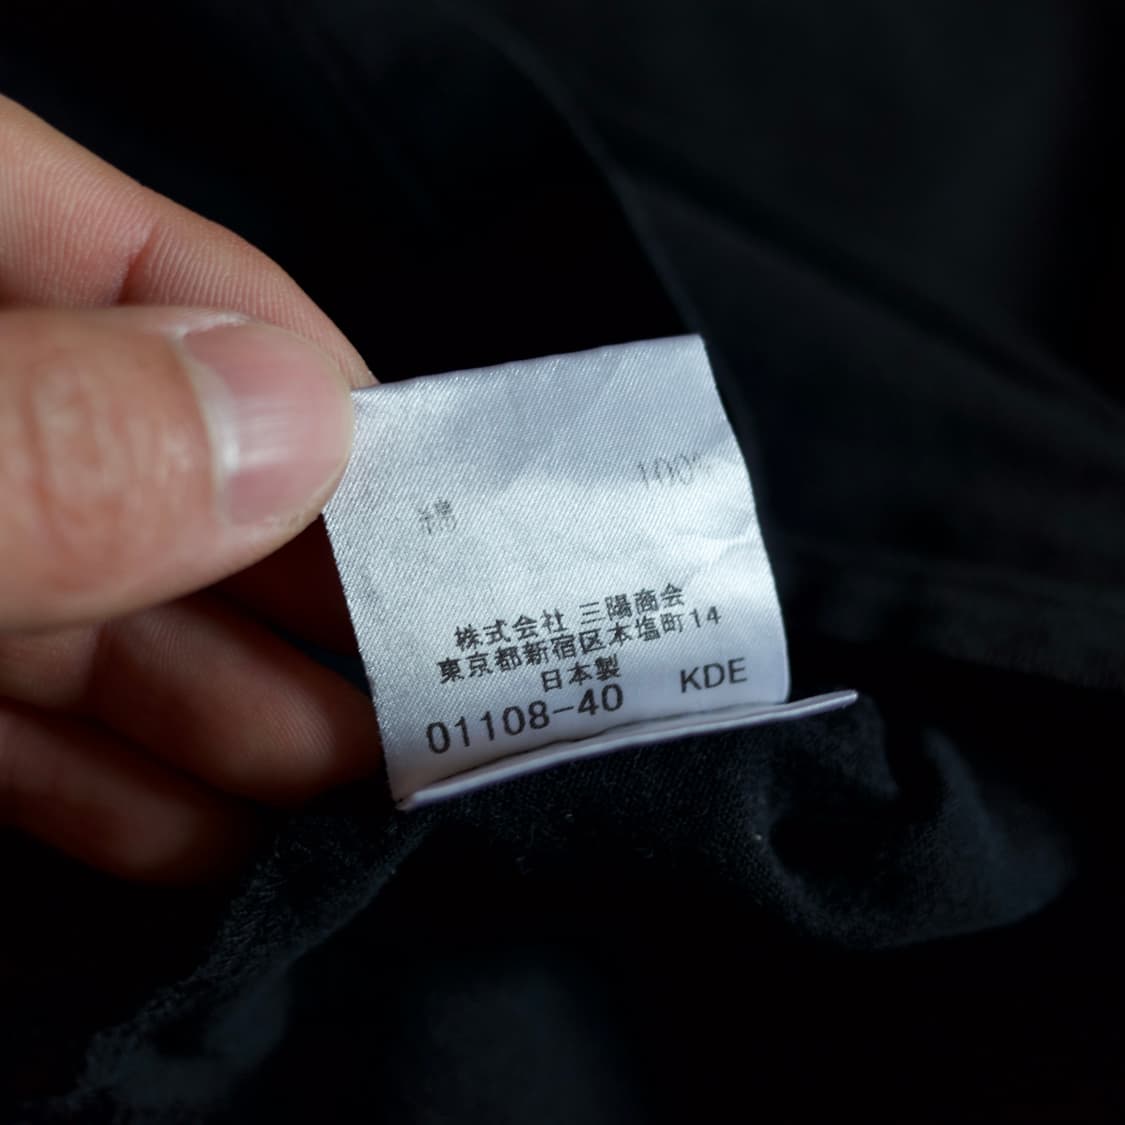 綿 100%
株式会社 三陽商会
東京都新宿区本塩町14
日本製
01108-40 KDE